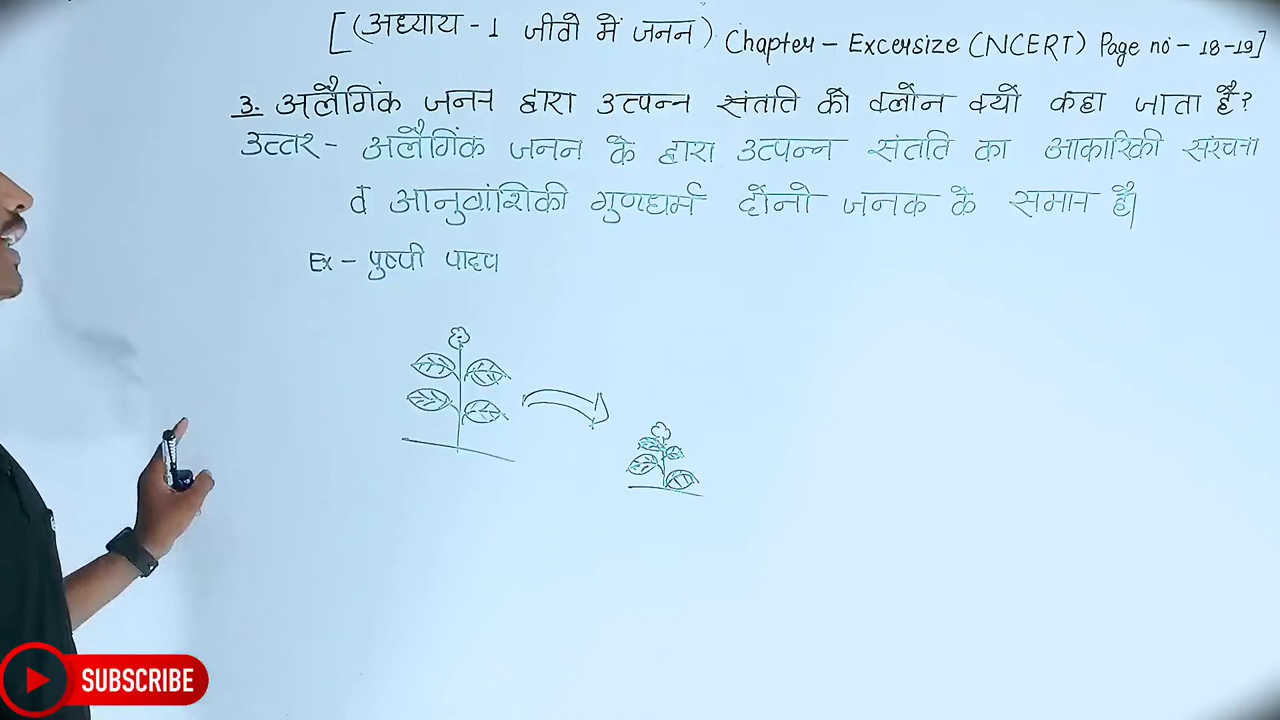 [(अध्याय - 1 जीवो में जनन). Chapter - Excersize (NCERT) Page no - 18-19]
3. अलैगिंक जनन द्वारा उत्पन्न संतति को क्लोन क्यो कहा जाता है?
उत्तर- अलैगिंक जनन के द्वारा उत्पन्न संतति का आकारिकी संरचना
व आनुवांशिकी गुणधर्म दोनो जनक के समान है।
Ex - पुष्पी पादप
SUBSCRIBE